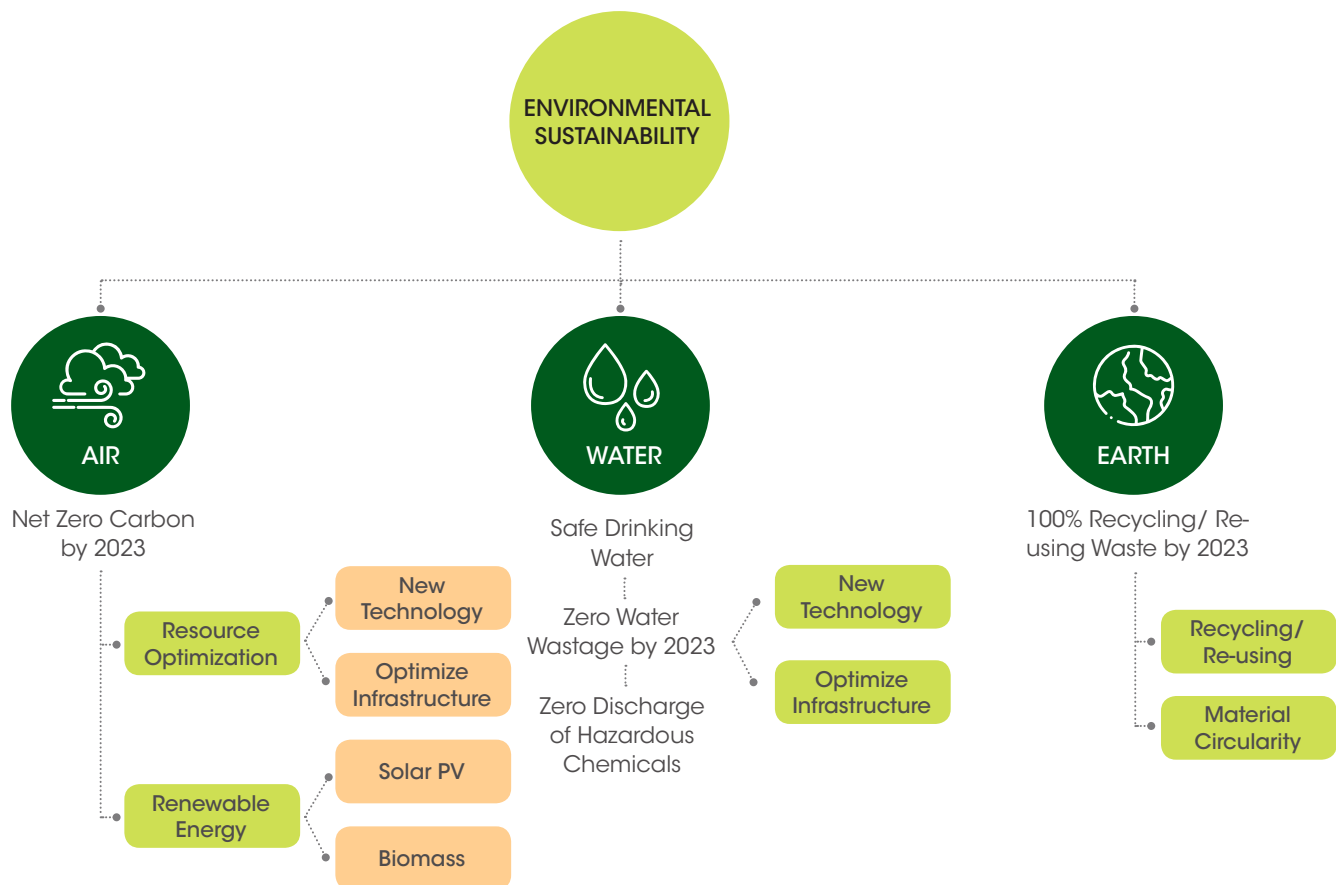 ENVIRONMENTAL
SUSTAINABILITY
AIR
Net Zero Carbon
by 2023
Resource
Optimization
New
Technology
Optimize
Infrastructure
Renewable
Energy
Solar PV
Biomass
WATER
Safe Drinking
Water
Zero Water
Wastage by 2023
Zero Discharge
of Hazardous
Chemicals
New
Technology
Optimize
Infrastructure
EARTH
100% Recycling/ Re-
using Waste by 2023
Recycling/
Re-using
Material
Circularity